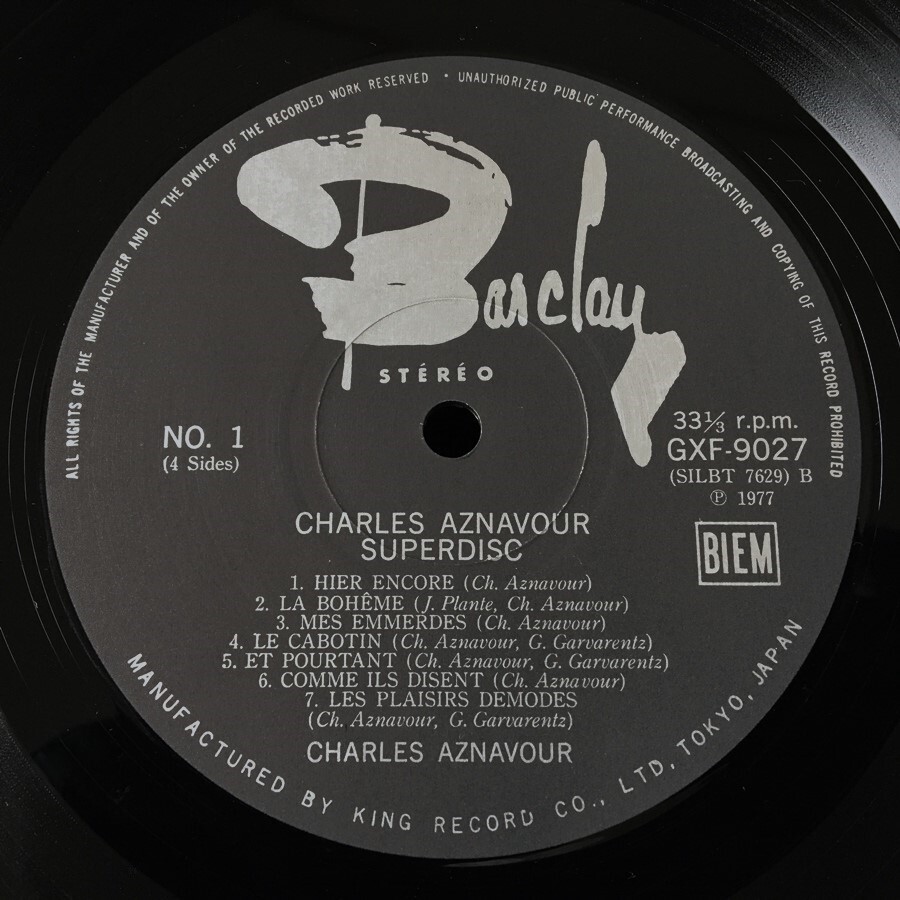 ALL RIGHTS OF THE MANUFACTURER AND OF THE OWNER OF THE RECORDED WORK RESERVED • UNAUTHORIZED PUBLIC PERFORMANCE BROADCASTING AND COPYING OF THIS RECORD PROHIBITED
Barclay
STÉRÉO
NO. 1
(4 Sides)
33⅓ r.p.m.
GXF-9027
(SILBT 7629) B
℗ 1977
BIEM
CHARLES AZNAVOUR
SUPERDISC
1. HIER ENCORE (Ch. Aznavour)
2. LA BOHÊME (J. Plante, Ch. Aznavour)
3. MES EMMERDES (Ch. Aznavour)
4. LE CABOTIN (Ch. Aznavour, G. Garvarentz)
5. ET POURTANT (Ch. Aznavour, G. Garvarentz)
6. COMME ILS DISENT (Ch. Aznavour)
7. LES PLAISIRS DEMODES
(Ch. Aznavour, G. Garvarentz)
CHARLES AZNAVOUR
MANUFACTURED BY KING RECORD CO., LTD, TOKYO, JAPAN